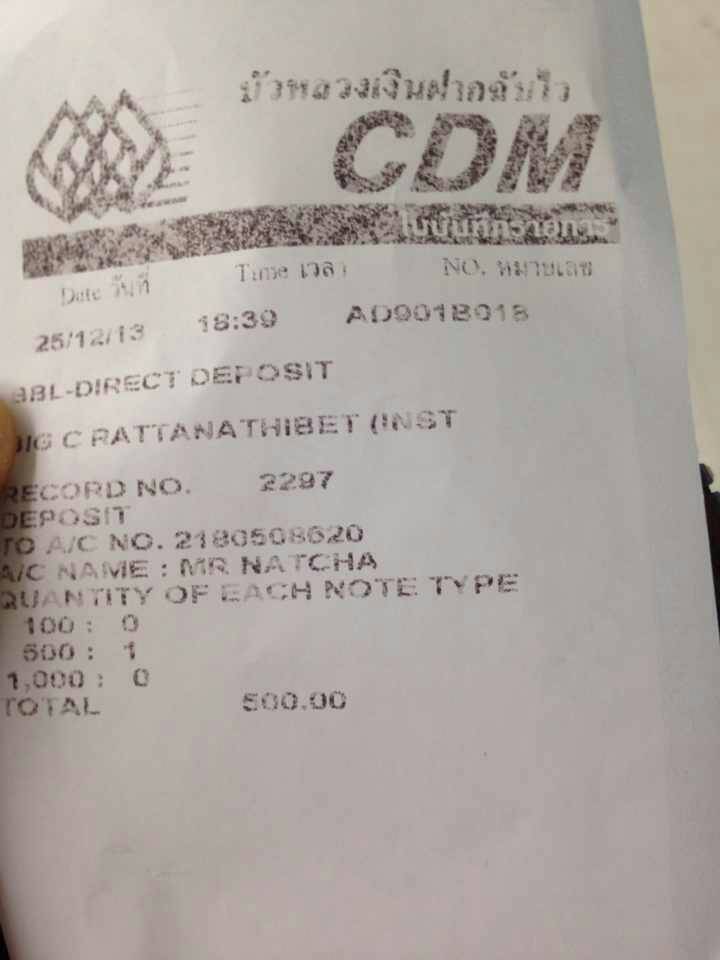 บัวหลวงเงินฝากฉับไว
CDM
ใบบันทึกรายการ
Date วันที่ Time เวลา NO. หมายเลข
25/12/13 18:39 AD901B018
BBL-DIRECT DEPOSIT
BIG C RATTANATHIBET (INST
RECORD NO. 2297
DEPOSIT
TO A/C NO. 2180508620
A/C NAME : MR NATCHA
QUANTITY OF EACH NOTE TYPE
100 : 0
500 : 1
1,000 : 0
TOTAL 500.00